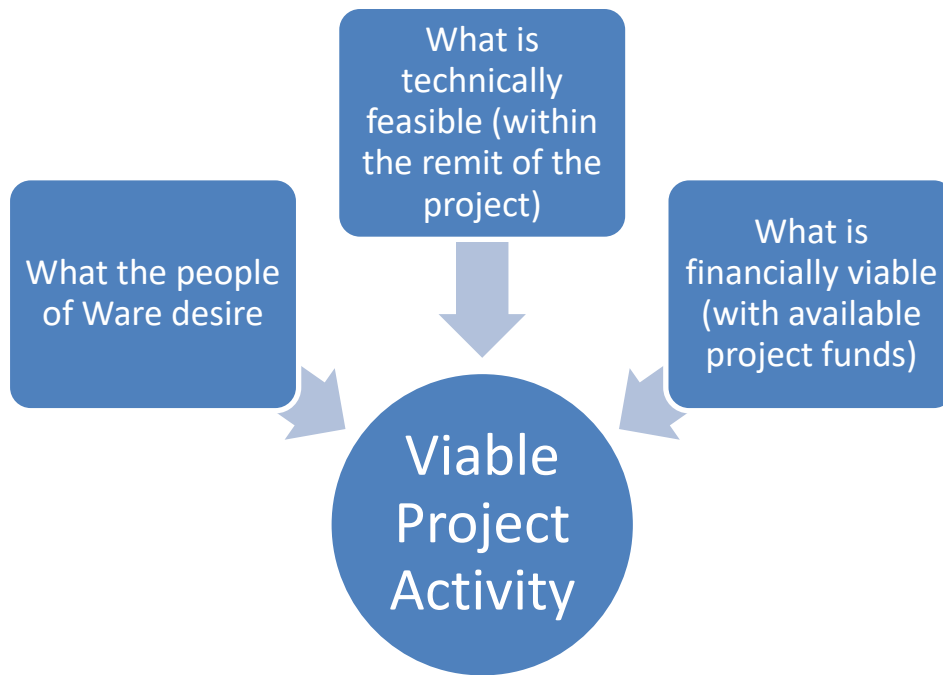 What is
technically
feasible (within
the remit of the
project)
What the people
of Ware desire
What is
financially viable
(with available
project funds)
Viable
Project
Activity